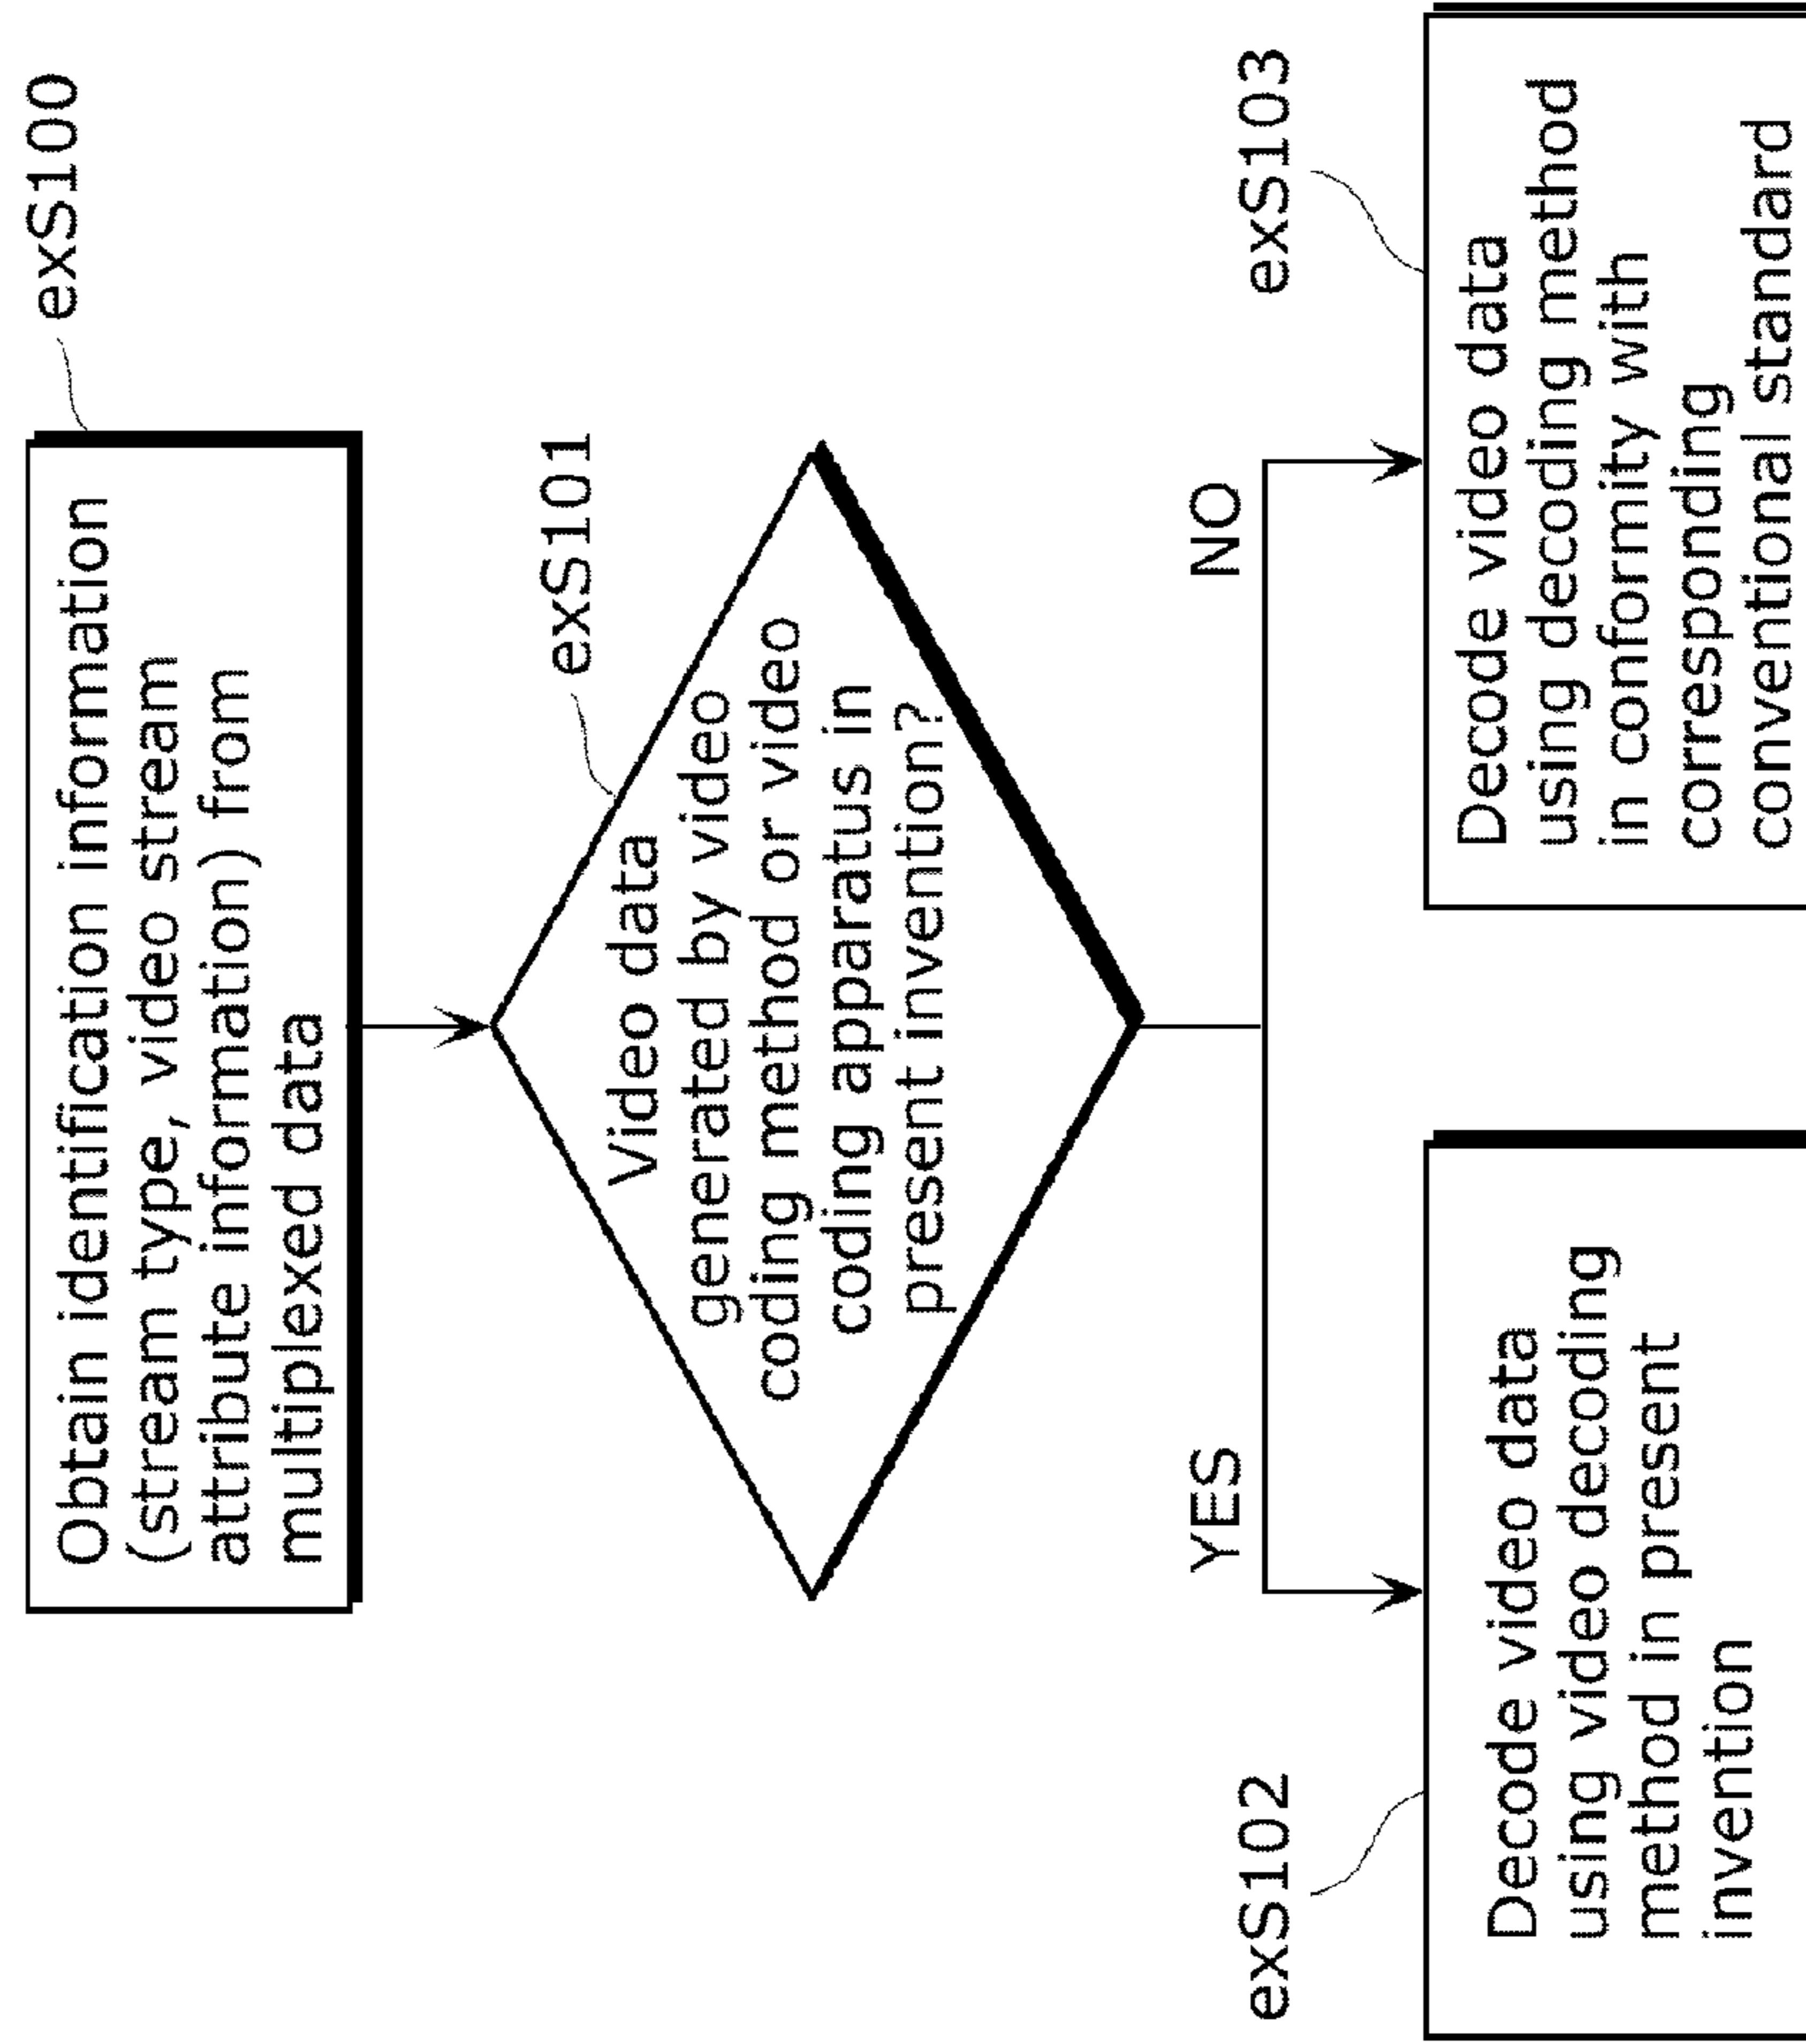 exS100
Obtain identification information
(stream type, video stream
attribute information) from
multiplexed data
exS101
Video data
generated by video
coding method or video
coding apparatus in
present invention?
YES
NO
exS102
Decode video data
using video decoding
method in present
invention
exS103
Decode video data
using decoding method
in conformity with
corresponding
conventional standard